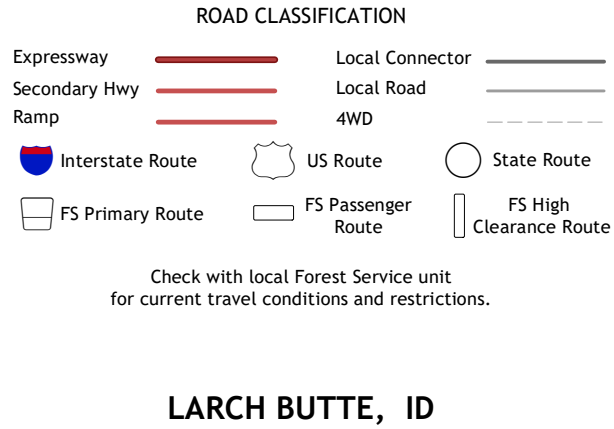 ROAD CLASSIFICATION
Expressway
Local Connector
Secondary Hwy
Local Road
Ramp
4WD
Interstate Route
US Route
State Route
FS Primary Route
FS Passenger
Route
FS High
Clearance Route
Check with local Forest Service unit
for current travel conditions and restrictions.
LARCH BUTTE, ID